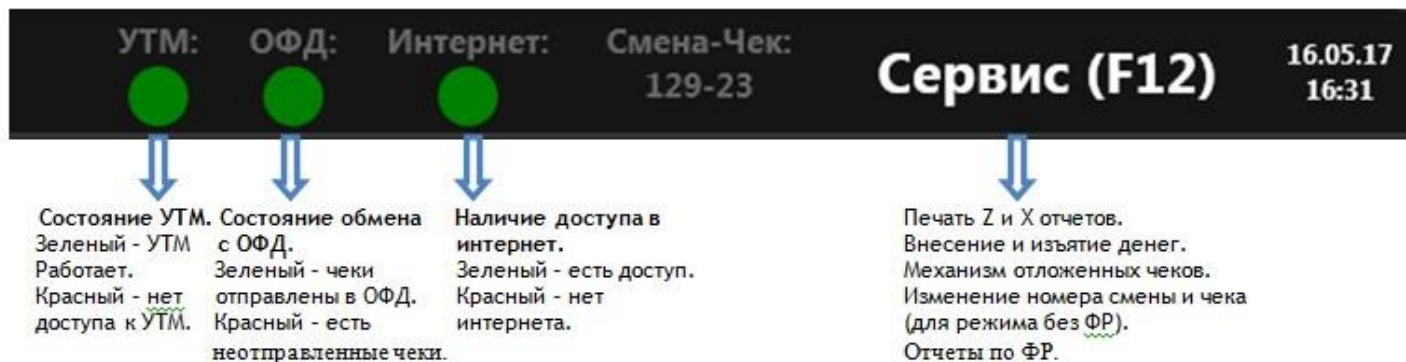 УТМ: ОФД: Интернет: Смена-Чек:
129-23
Сервис (F12)
16.05.17
16:31
Состояние УТМ.
Зеленый - УТМ
Работает.
Красный - нет
доступа к УТМ.
Состояние обмена
с ОФД.
Зеленый - чеки
отправлены в ОФД.
Красный - есть
неотправленные чеки.
Наличие доступа в
интернет.
Зеленый - есть доступ.
Красный - нет
интернета.
Печать Z и X отчетов.
Внесение и изъятие денег.
Механизм отложенных чеков.
Изменение номера смены и чека
(для режима без ФР).
Отчеты по ФР.